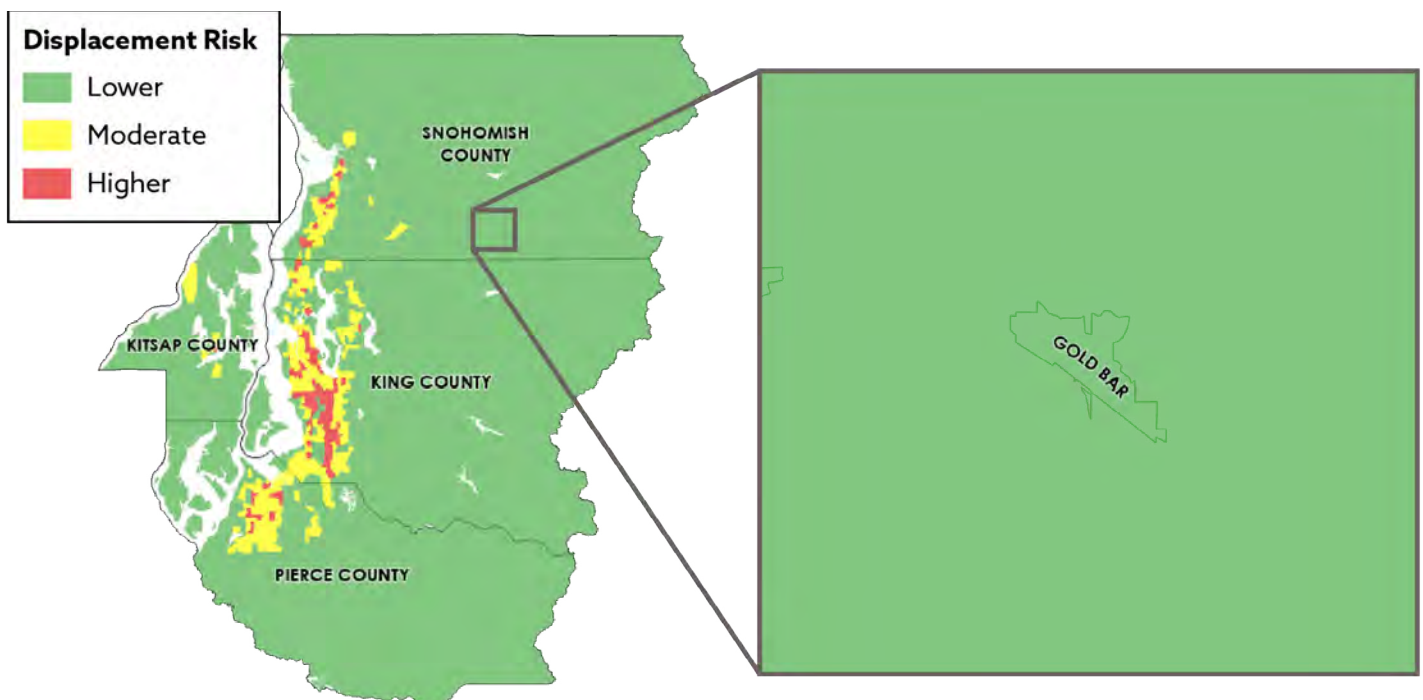 Displacement Risk
Lower
Moderate
Higher
SNOHOMISH
COUNTY
KITSAP COUNTY
KING COUNTY
PIERCE COUNTY
GOLD BAR